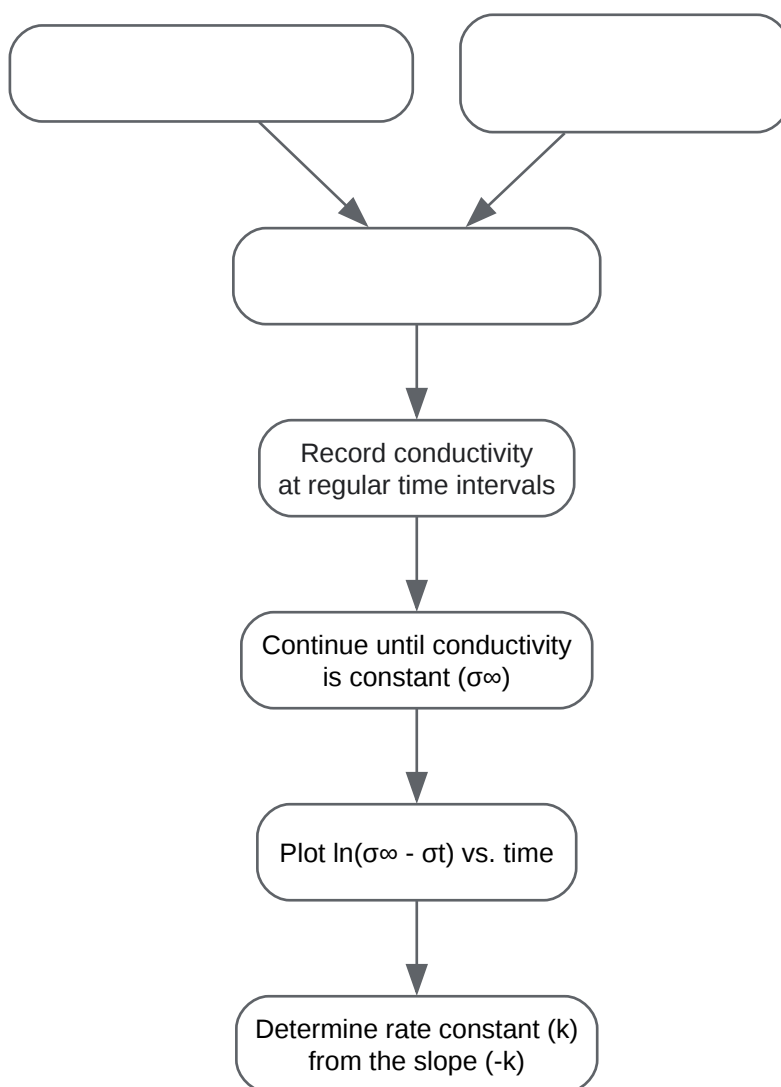 Record conductivity
at regular time intervals
Continue until conductivity
is constant (σ∞)
Plot ln(σ∞ - σt) vs. time
Determine rate constant (k)
from the slope (-k)